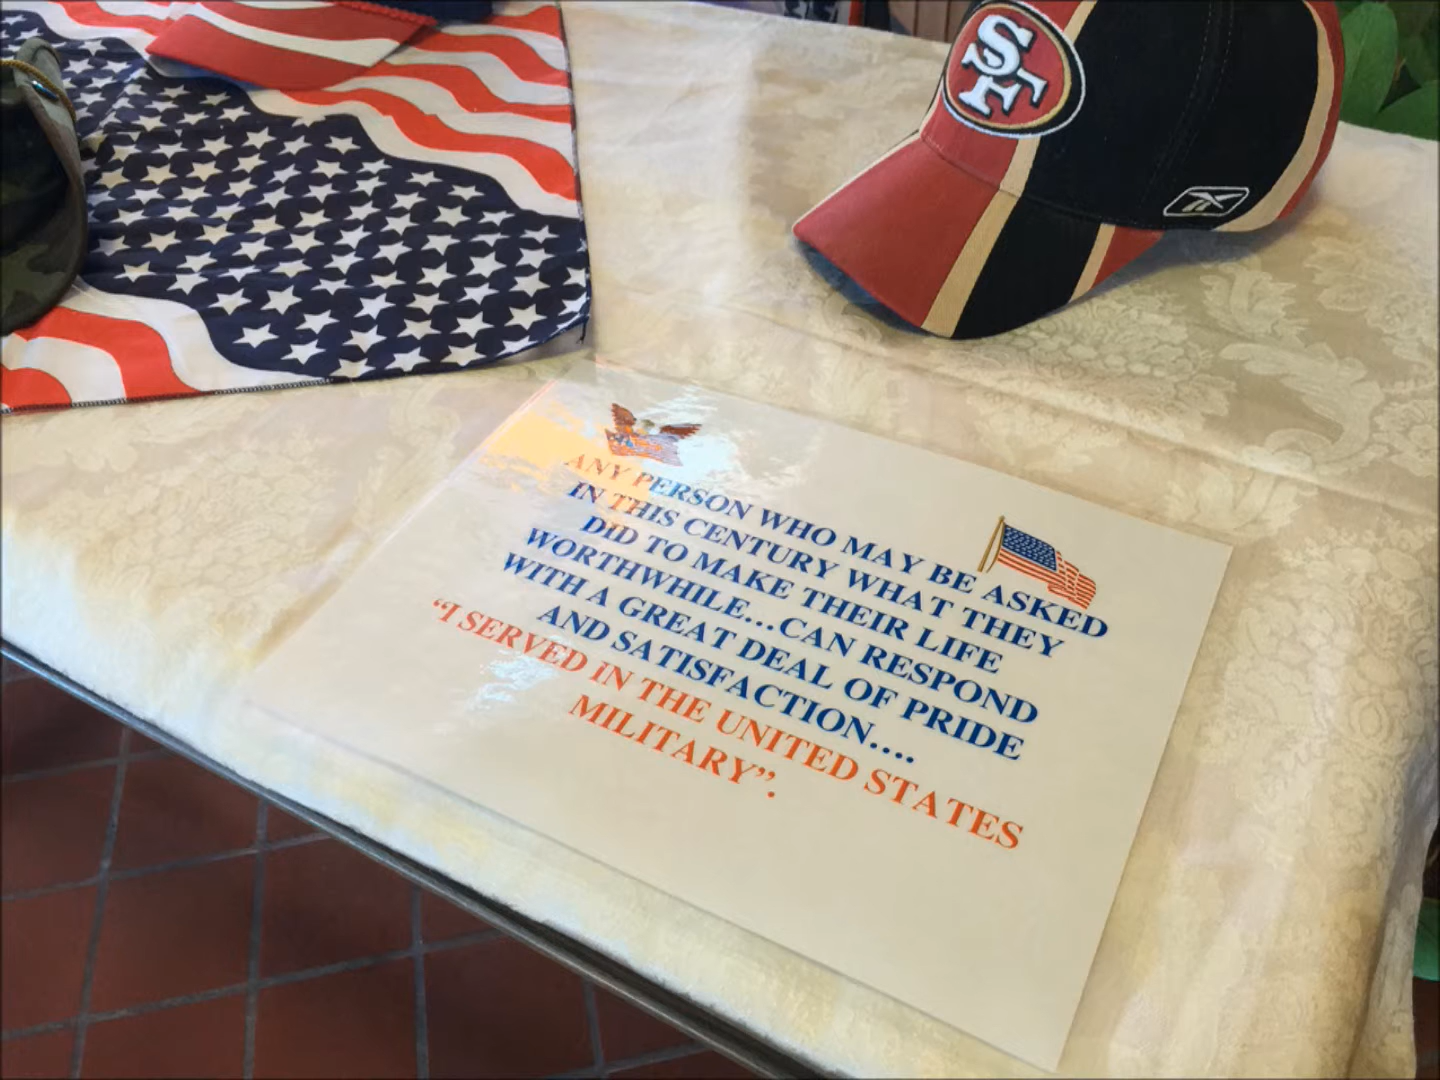 SF
ANY PERSON WHO MAY BE ASKED
IN THIS CENTURY WHAT THEY
DID TO MAKE THEIR LIFE
WORTHWHILE...CAN RESPOND
WITH A GREAT DEAL OF PRIDE
AND SATISFACTION....
“I SERVED IN THE UNITED STATES
MILITARY”.